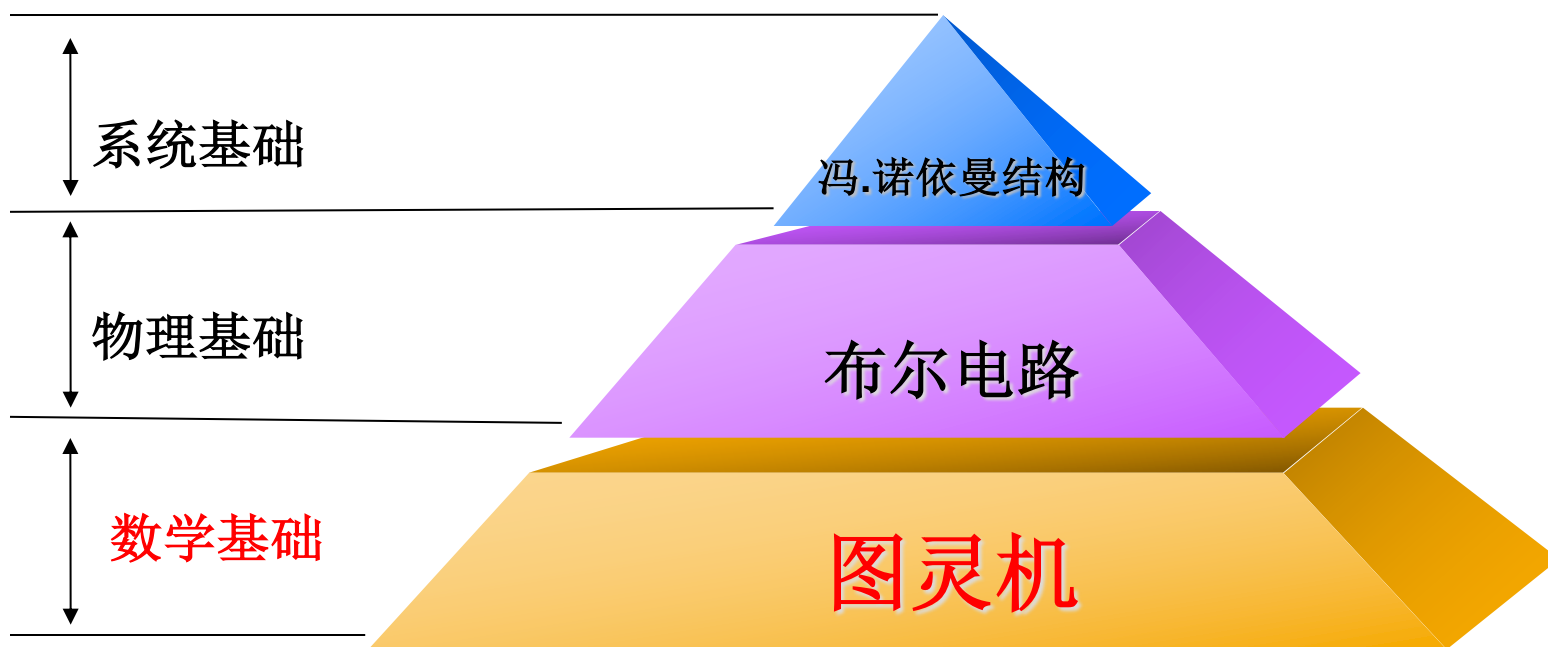 系统基础
冯.诺依曼结构
物理基础
布尔电路
数学基础
图灵机